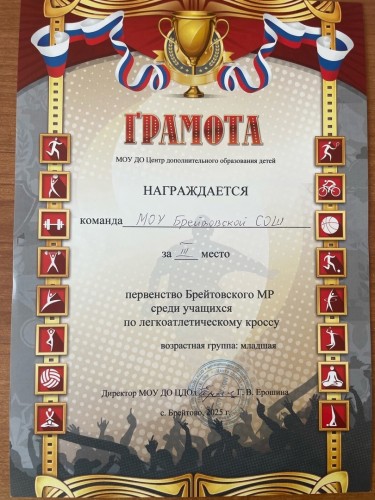 ГРАМОТА
МОУ ДО Центр дополнительного образования детей
НАГРАЖДАЕТСЯ
команда МОУ Брейтовской СОШ
за III место
первенство Брейтовского МР
среди учащихся
по легкоатлетическому кроссу
возрастная группа: младшая
Директор МОУ ДО ЦДОД Г. В. Ерошина
с. Брейтово, 2025 г.